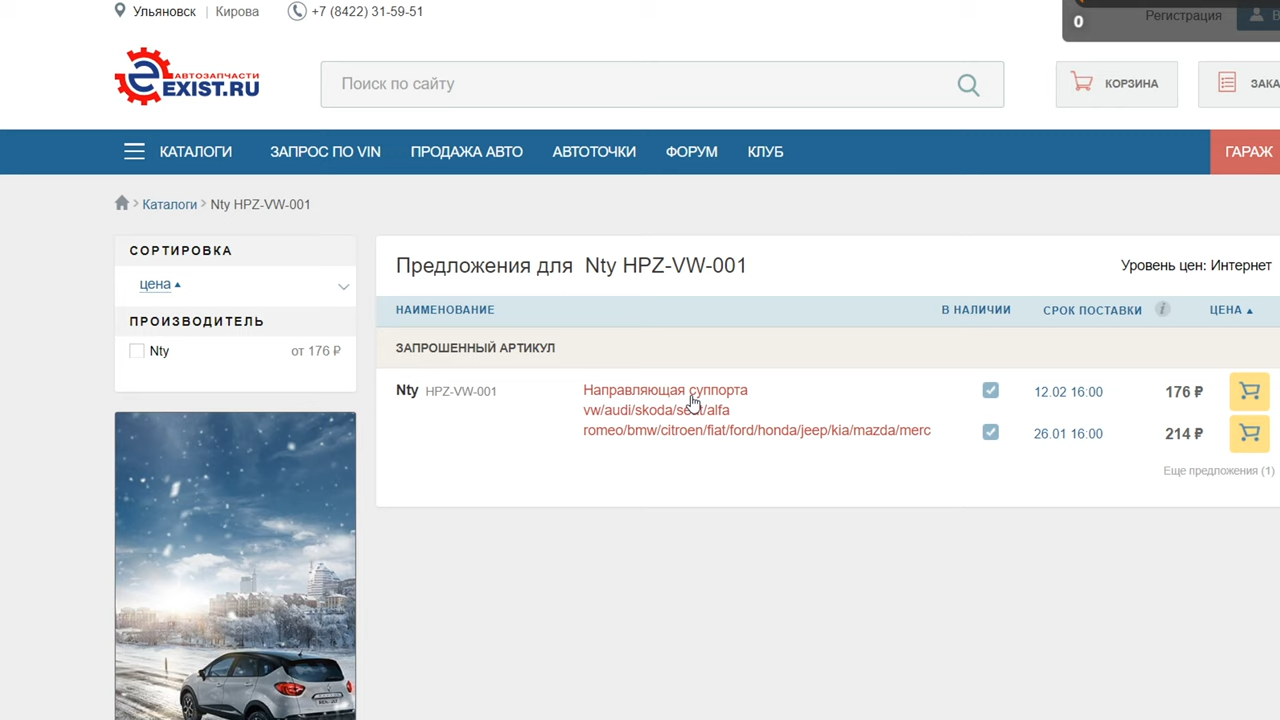 Ульяновск | Кирова +7 (8422) 31-59-51
0
Регистрация
АВТОЗАПЧАСТИ
EXIST.RU
Поиск по сайту
КОРЗИНА
ЗАКА
КАТАЛОГИ ЗАПРОС ПО VIN ПРОДАЖА АВТО АВТОТОЧКИ ФОРУМ КЛУБ ГАРАЖ
Каталоги > Nty HPZ-VW-001
СОРТИРОВКА
цена
ПРОИЗВОДИТЕЛЬ
Nty от 176 ₽
Предложения для Nty HPZ-VW-001
Уровень цен: Интернет
НАИМЕНОВАНИЕ В НАЛИЧИИ СРОК ПОСТАВКИ i ЦЕНА
ЗАПРОШЕННЫЙ АРТИКУЛ
Nty HPZ-VW-001 Направляющая суппорта 12.02 16:00 176 ₽
vw/audi/skoda/seat/alfa
romeo/bmw/citroen/fiat/ford/honda/jeep/kia/mazda/merc 26.01 16:00 214 ₽
Еще предложения (1)